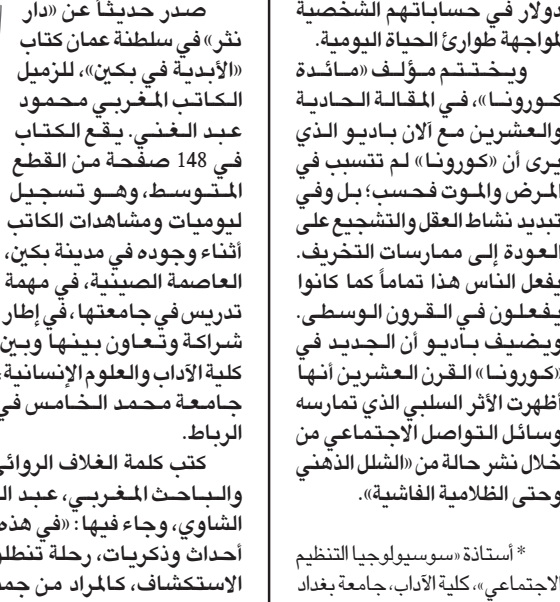 دولار في حساباتهم الشخصية
لمواجهة طوارئ الحياة اليومية.
ويختتم مؤلف «مائدة
كورونا»، في المقالة الحادية
والعشرين مع آلان باديو الذي
يرى أن «كورونا» لم تتسبب في
المرض والموت فحسب؛ بل وفي
تبديد نشاط العقل والتشجيع على
العودة إلى ممارسات التخريف.
يفعل الناس هذا تماماً كما كانوا
يفعلون في القرون الوسطى.
ويضيف باديو أن الجديد في
«كورونا» القرن العشرين أنها
أظهرت الأثر السلبي الذي تمارسه
وسائل التواصل الاجتماعي من
خلال نشر حالة من «الشلل الذهني
وحتى الظلامية الفاشية».
* أستاذة «سوسيولوجيا التنظيم
الاجتماعي»، كلية الآداب، جامعة بغداد
صدر حديثاً عن «دار
نثر» في سلطنة عمان كتاب
«الأبدية في بكين»، للزميل
الكاتب المغربي محمود
عبد الغني. يقع الكتاب
في 148 صفحة من القطع
المتوسط، وهو تسجيل
ليوميات ومشاهدات الكاتب
أثناء وجوده في مدينة بكين،
العاصمة الصينية، في مهمة
تدريس في جامعتها، في إطار
شراكة وتعاون بينها وبين
كلية الآداب والعلوم الإنسانية،
جامعة محمد الخامس في
الرباط.
كتب كلمة الغلاف الروائي
والباحث المغربي، عبد
الشاوي، وجاء فيها: «في هذه
أحداث وذكريات، رحلة
الاستكشاف، كالمراد من